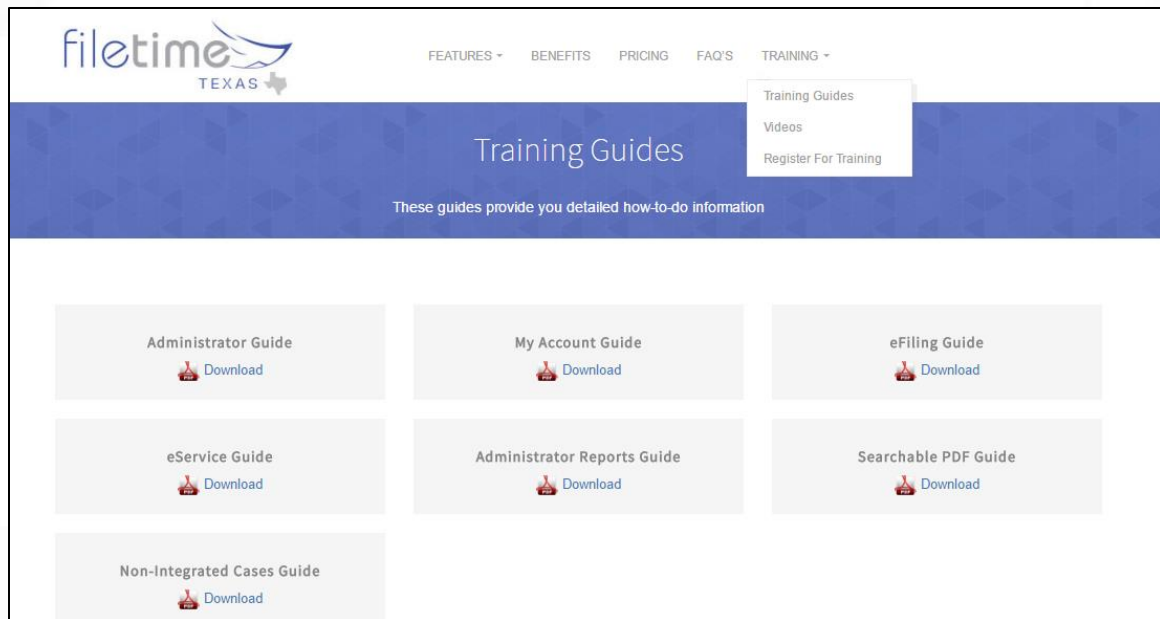 filetime
TEXAS
FEATURES BENEFITS PRICING FAQ'S TRAINING
Training Guides
Videos
Register For Training
Training Guides
These guides provide you detailed how-to-do information
Administrator Guide
Download
My Account Guide
Download
eFiling Guide
Download
eService Guide
Download
Administrator Reports Guide
Download
Searchable PDF Guide
Download
Non-Integrated Cases Guide
Download